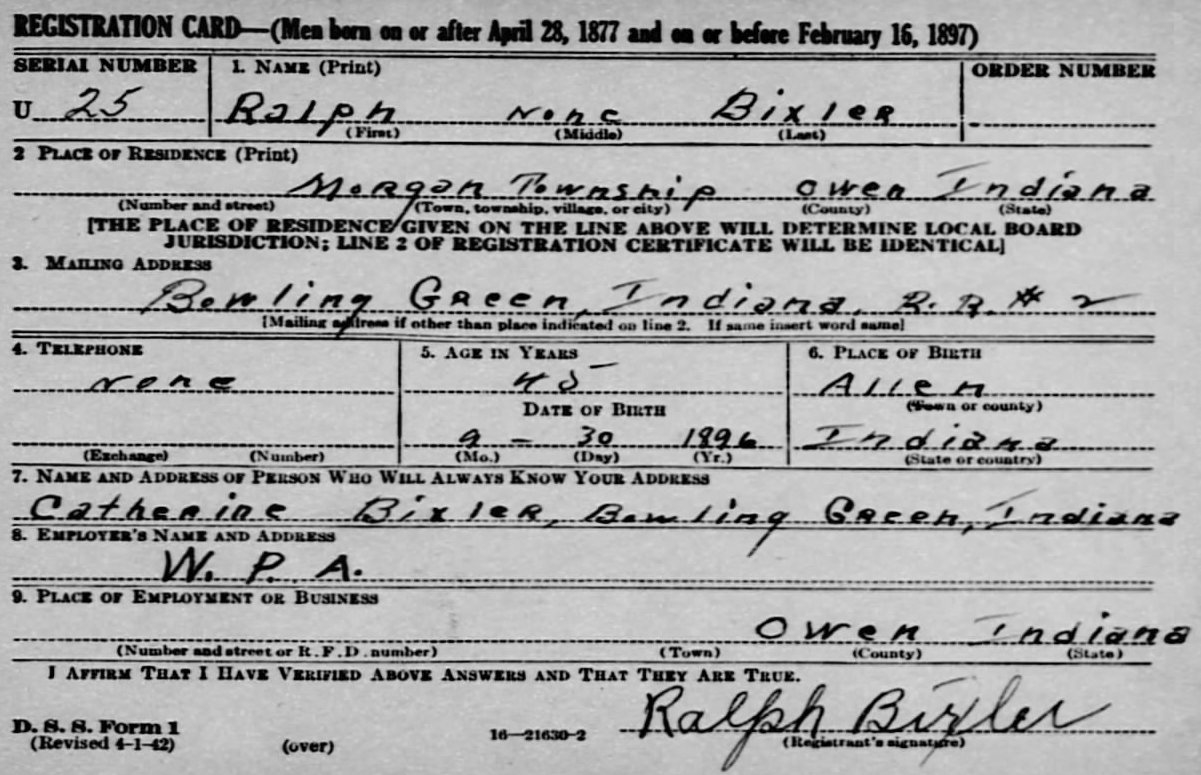 REGISTRATION CARD—(Men born on or after April 28, 1877 and on or before February 16, 1897)
SERIAL NUMBER 1. NAME (Print) ORDER NUMBER
U 25 Ralph None Bixler
(First) (Middle) (Last)
2 PLACE OF RESIDENCE (Print)
Morgan Township Owen Indiana
(Number and street) (Town, township, village, or city) (County) (State)
[THE PLACE OF RESIDENCE GIVEN ON THE LINE ABOVE WILL DETERMINE LOCAL BOARD
JURISDICTION; LINE 2 OF REGISTRATION CERTIFICATE WILL BE IDENTICAL]
3. MAILING ADDRESS
Bowling Green, Indiana, R.R. # 2
[Mailing address if other than place indicated on line 2. If same insert word same]
4. TELEPHONE 5. AGE IN YEARS 6. PLACE OF BIRTH
None 45 Allen
DATE OF BIRTH (Town or county)
9 - 30 1896 Indiana
(Exchange) (Number) (Mo.) (Day) (Yr.) (State or country)
7. NAME AND ADDRESS OF PERSON WHO WILL ALWAYS KNOW YOUR ADDRESS
Catherine Bixler, Bowling Green, Indiana
8. EMPLOYER'S NAME AND ADDRESS
W. P. A.
9. PLACE OF EMPLOYMENT OR BUSINESS
Owen Indiana
(Number and street or R. F. D. number) (Town) (County) (State)
I AFFIRM THAT I HAVE VERIFIED ABOVE ANSWERS AND THAT THEY ARE TRUE.
Ralph Bixler
D. S. S. Form 1
(Revised 4-1-42) (over) 16—21630-2 (Registrant's signature)